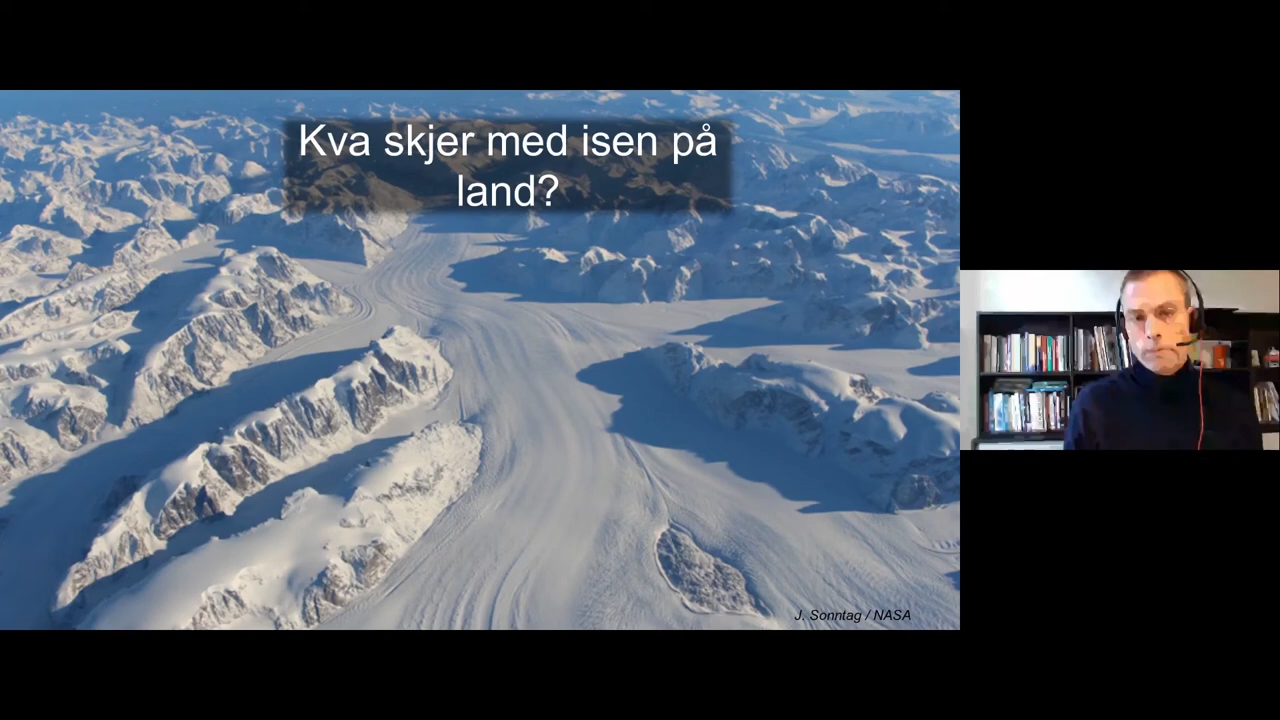 Kva skjer med isen på
land?
J. Sonntag / NASA